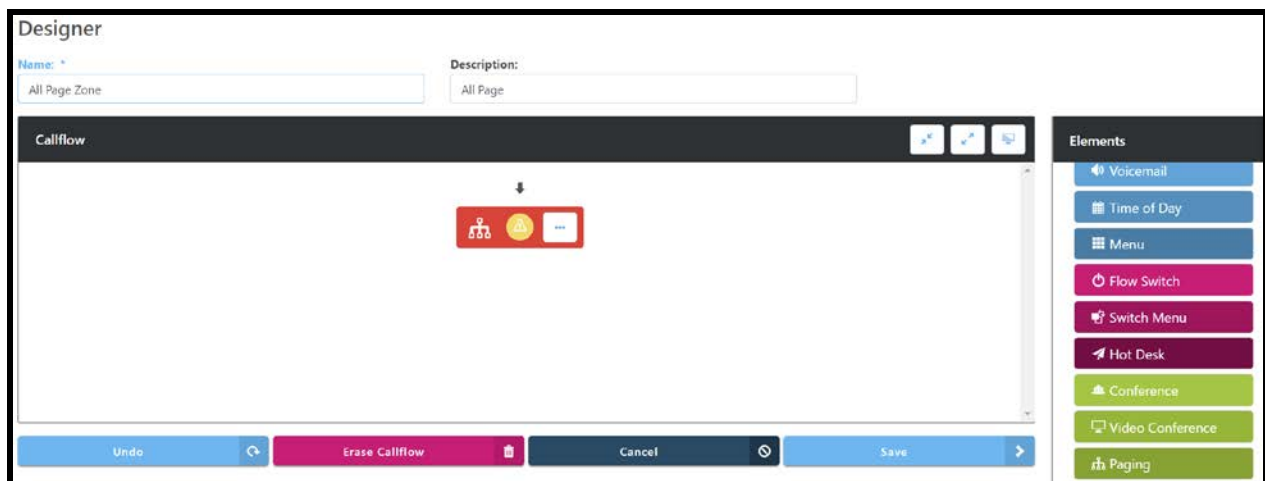 Designer
Name: * Description:
All Page Zone All Page
Callflow Elements
Voicemail
Time of Day
Menu
Flow Switch
Switch Menu
Hot Desk
Conference
Video Conference
Undo Erase Callflow Cancel Save
Paging